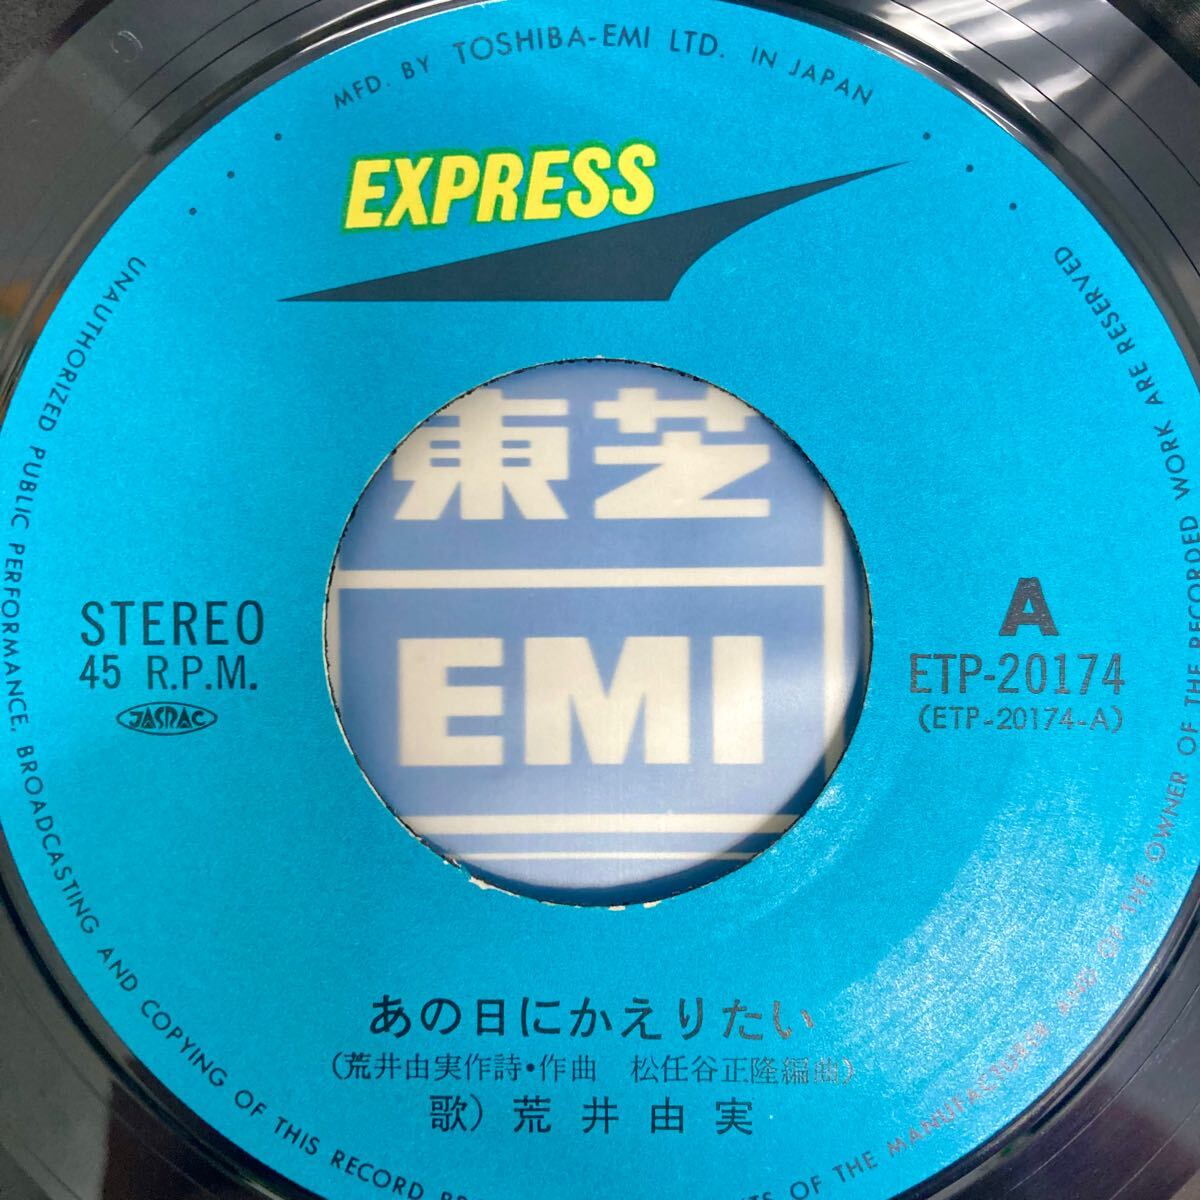 MFD. BY TOSHIBA-EMI LTD. IN JAPAN
EXPRESS
東芝
EMI
STEREO
45 R.P.M.
JASRAC
A
ETP-20174
(ETP-20174-A)
あの日にかえりたい
(荒井由実作詩・作曲 松任谷正隆編曲)
歌) 荒井由実
UNAUTHORIZED PUBLIC PERFORMANCE, BROADCASTING AND COPYING OF THIS RECORD
OF THE MANUFACTURER AND OF THE OWNER OF THE RECORDED WORK ARE RESERVED